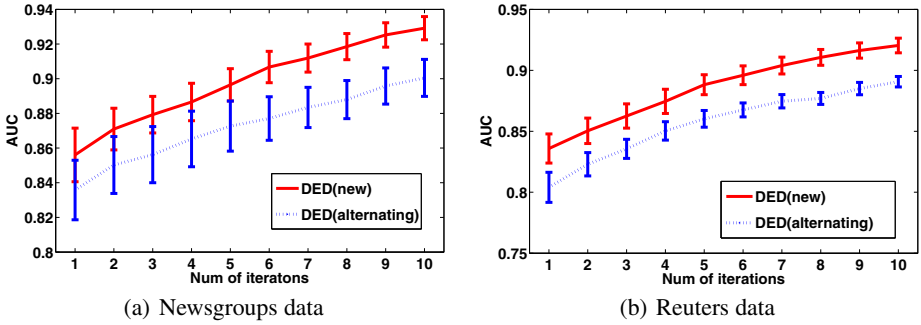 0.94
0.92
0.9
0.88
0.86
0.84
0.82
0.8
AUC
DED(new)
DED(alternating)
1 2 3 4 5 6 7 8 9 10
Num of iteratons
(a) Newsgroups data
0.95
0.9
0.85
0.8
0.75
AUC
DED(new)
DED(alternating)
1 2 3 4 5 6 7 8 9 10
Num of iterations
(b) Reuters data